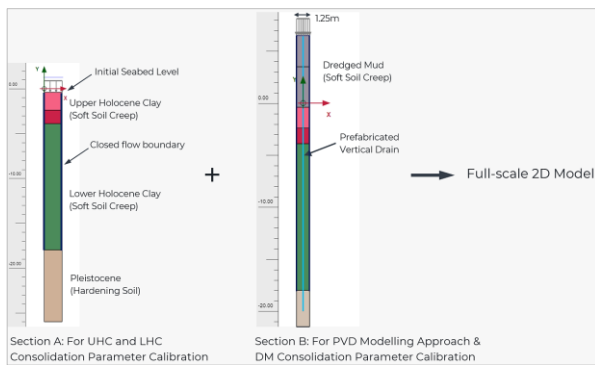 1.25m
Y
Initial Seabed Level
0.00
X
Upper Holocene Clay
(Soft Soil Creep)
Closed flow boundary
-10.00
Lower Holocene Clay
(Soft Soil Creep)
-20.00
Pleistocene
(Hardening Soil)
Section A: For UHC and LHC
Consolidation Parameter Calibration
+
Dredged Mud
(Soft Soil Creep)
Y
0.00
X
Prefabricated
Vertical Drain
-10.00
-20.00
Section B: For PVD Modelling Approach &
DM Consolidation Parameter Calibration
Full-scale 2D Model